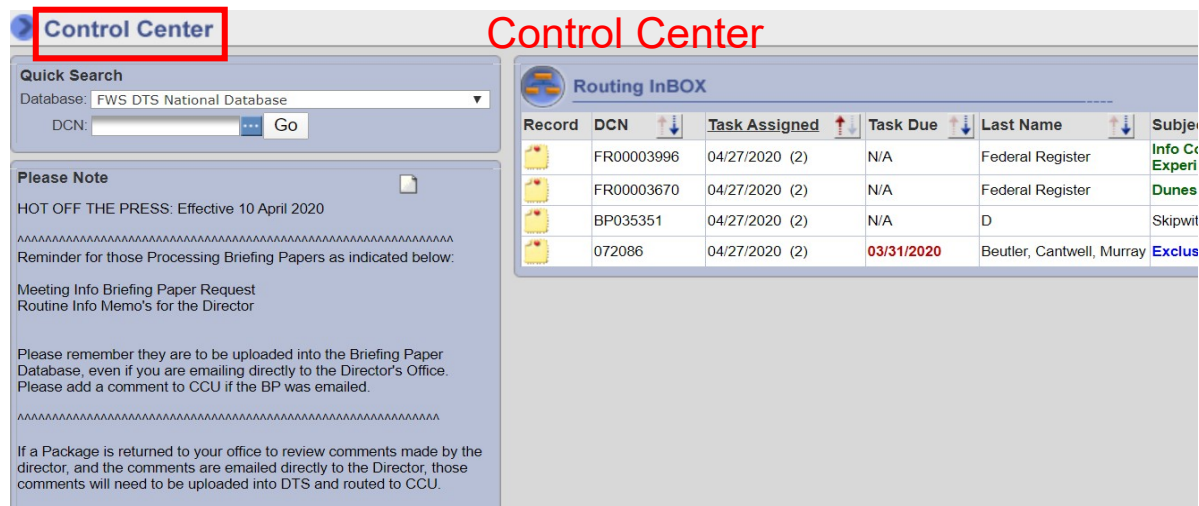 Control Center
Control Center
Quick Search
Database: FWS DTS National Database
DCN: ... Go
Please Note
HOT OFF THE PRESS: Effective 10 April 2020
^^^^^^^^^^^^^^^^^^^^^^^^^^^^^^^^^^^^^^^^^^^^^^^^^^^^^^^^^^^^^^
Reminder for those Processing Briefing Papers as indicated below:
Meeting Info Briefing Paper Request
Routine Info Memo's for the Director
Please remember they are to be uploaded into the Briefing Paper
Database, even if you are emailing directly to the Director's Office.
Please add a comment to CCU if the BP was emailed.
^^^^^^^^^^^^^^^^^^^^^^^^^^^^^^^^^^^^^^^^^^^^^^^^^^^^^^^^^^^^
If a Package is returned to your office to review comments made by the
director, and the comments are emailed directly to the Director, those
comments will need to be uploaded into DTS and routed to CCU.
Routing InBOX
Record DCN Task Assigned Task Due Last Name Subjec
FR00003996 04/27/2020 (2) N/A Federal Register Info Co
Experi
FR00003670 04/27/2020 (2) N/A Federal Register Dunes
BP035351 04/27/2020 (2) N/A D Skipwit
072086 04/27/2020 (2) 03/31/2020 Beutler, Cantwell, Murray Exclus